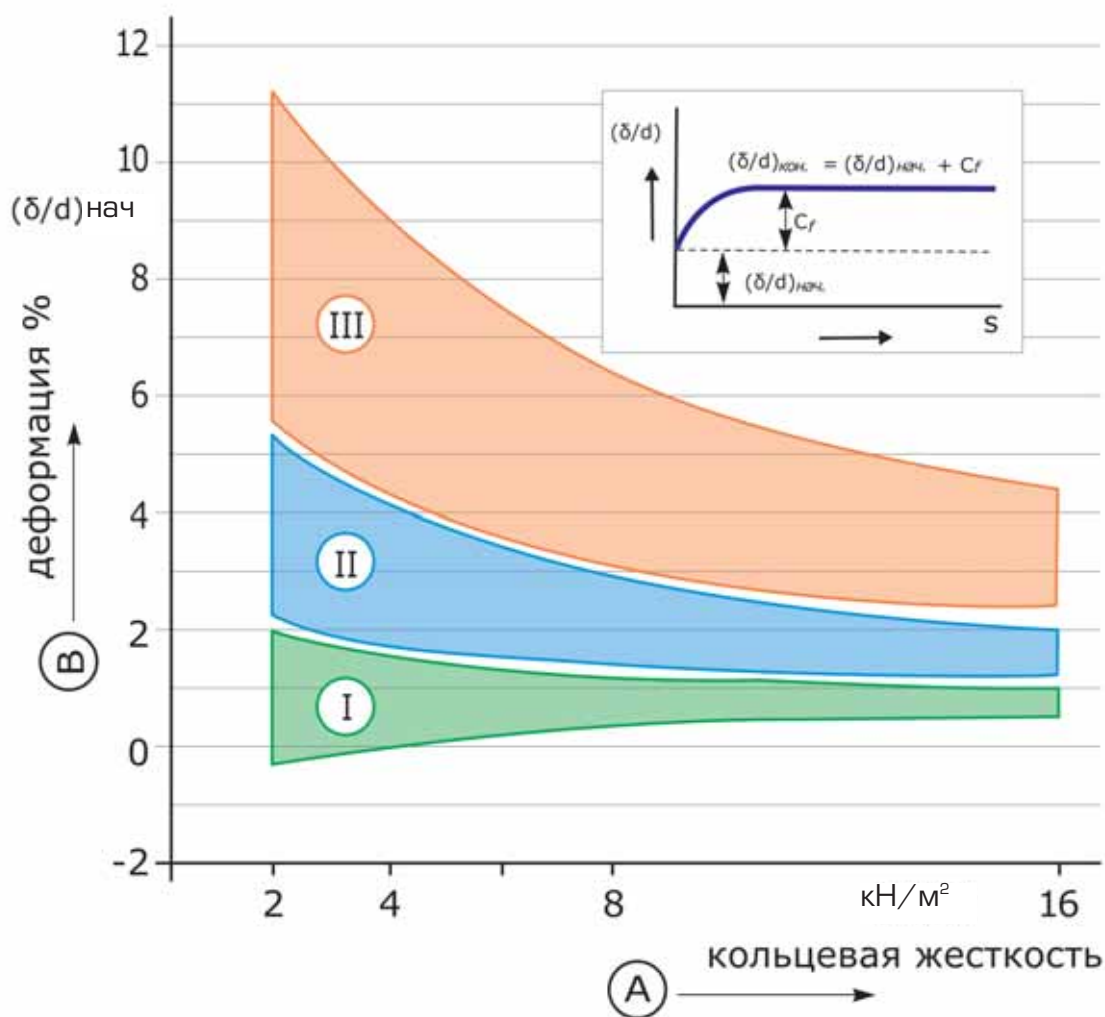 12
10
(δ/d)нач
8
6
4
2
0
-2
деформация %
B
III
II
I
(δ/d)
(δ/d)кон. = (δ/d)нач. + Cf
Cf
(δ/d)нач.
S
2 4 8 кН/м² 16
кольцевая жесткость
A